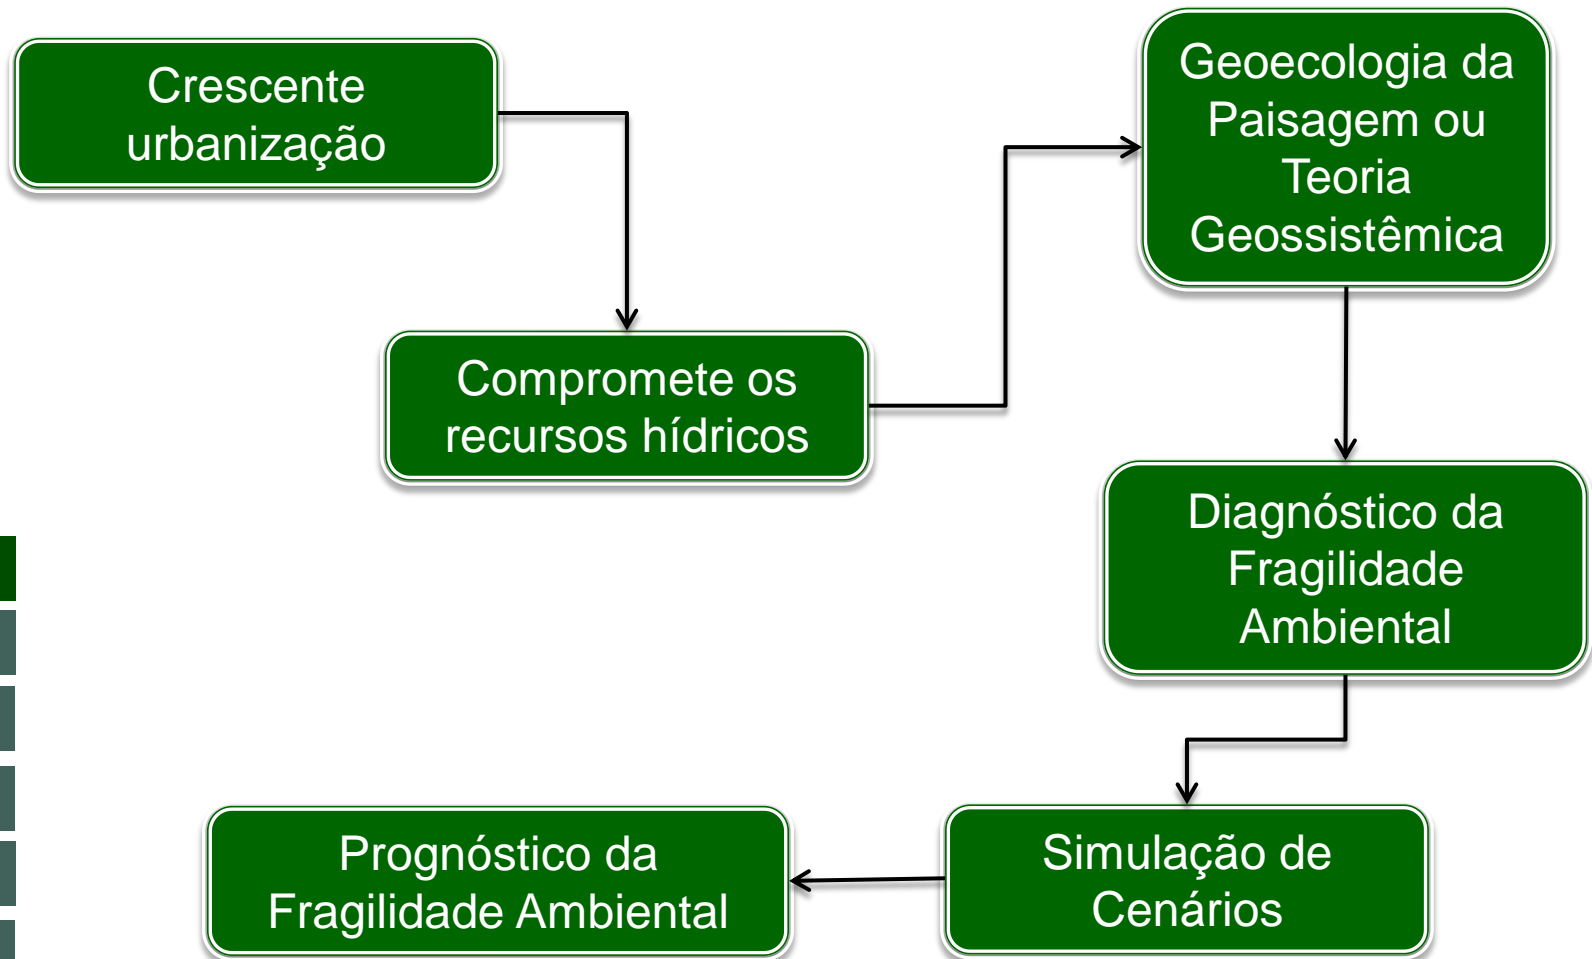 Crescente
urbanização
Geoecologia da
Paisagem ou
Teoria
Geossistêmica
Compromete os
recursos hídricos
Diagnóstico da
Fragilidade
Ambiental
Simulação de
Cenários
Prognóstico da
Fragilidade Ambiental